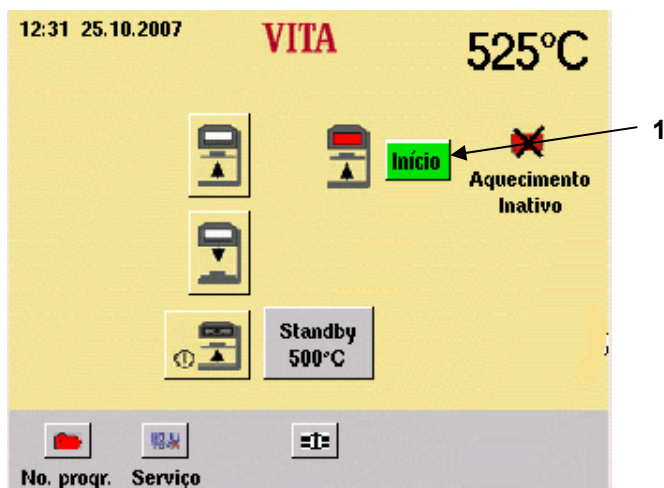 12:31 25.10.2007 VITA 525°C
1
Início
Aquecimento
Inativo
Standby
500°C
No. progr. Serviço